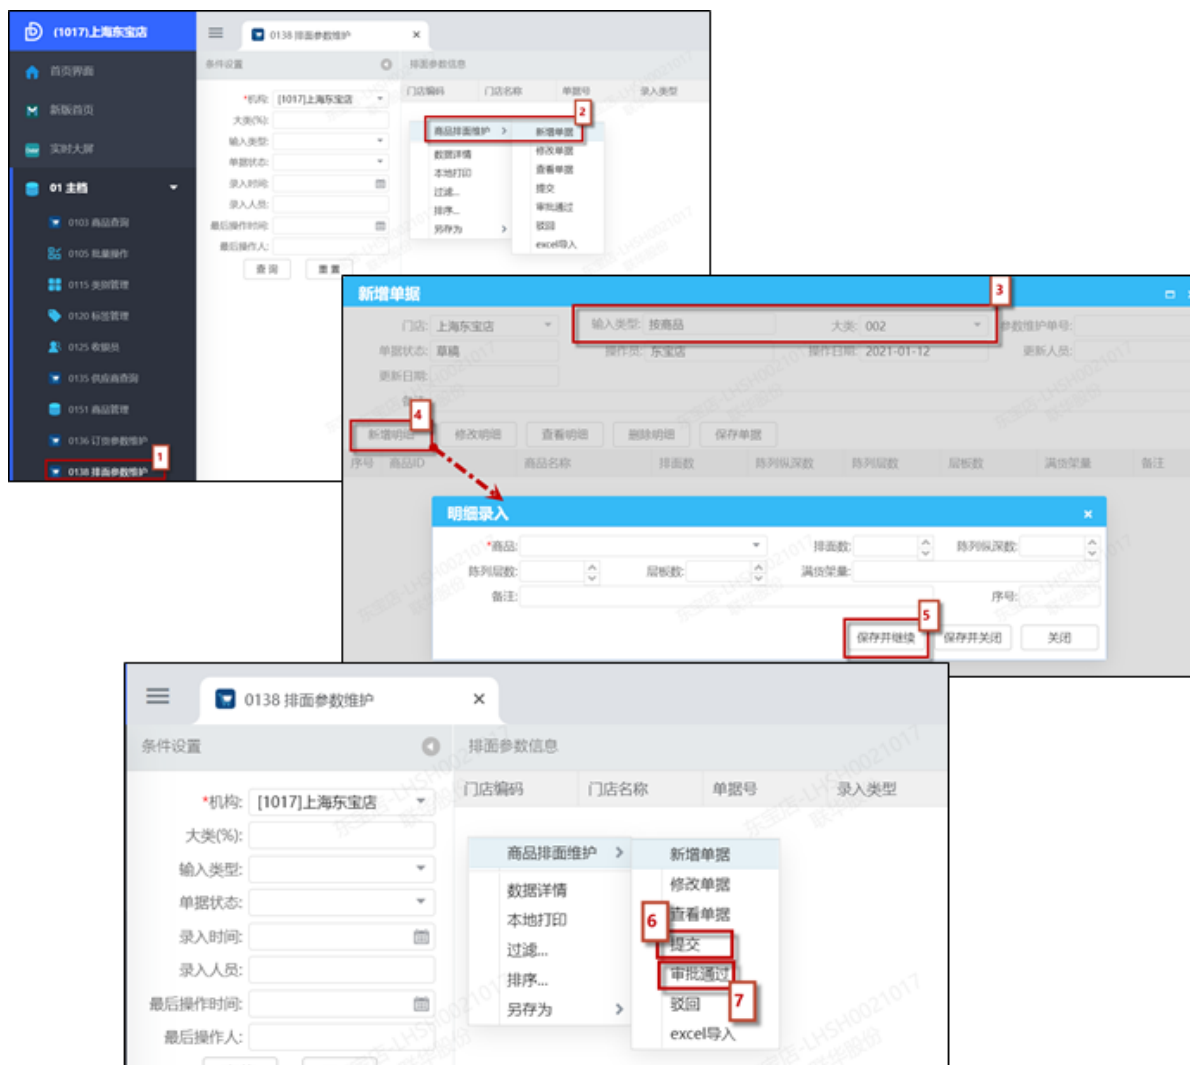 (1017)上海东宝店
0138 排面参数维护 ×
首页界面
新版首页
实时大屏
01 主档
0103 商品查询
0105 批量操作
0115 类别管理
0120 标签管理
0125 收银员
0135 供应商查询
0151 商品管理
0136 订货参数维护
0138 排面参数维护
1
条件设置
*机构: [1017]上海东宝店
大类(%):
输入类型:
单据状态:
录入时间:
录入人员:
最后操作时间:
最后操作人:
查询 重置
排面参数信息
门店编码 门店名称 单据号 录入类型
2
商品排面维护 > 新增单据
数据详情 修改单据
本地打印 查看单据
过滤... 提交
排序... 审批通过
另存为 > 驳回
excel导入
新增单据
3
门店: 上海东宝店 输入类型: 按商品 大类: 002 参数维护单号:
单据状态: 草稿 操作员: 东宝店 操作日期: 2021-01-12 更新人员:
更新日期:
备注:
4
新增明细 修改明细 查看明细 删除明细 保存单据
序号 商品ID 商品名称 排面数 陈列纵深数 陈列层数 层板数 满货架量 备注
明细录入 ×
*商品: 排面数: 陈列纵深数:
陈列层数: 层板数: 满货架量:
备注: 序号:
5
保存并继续 保存并关闭 关闭
0138 排面参数维护 ×
条件设置
*机构: [1017]上海东宝店
大类(%):
输入类型:
单据状态:
录入时间:
录入人员:
最后操作时间:
最后操作人:
排面参数信息
门店编码 门店名称 单据号 录入类型
商品排面维护 > 新增单据
数据详情 修改单据
本地打印 查看单据
6
过滤... 提交
排序... 审批通过
7
另存为 > 驳回
excel导入
东宝店-LHSH0021017
联华股份